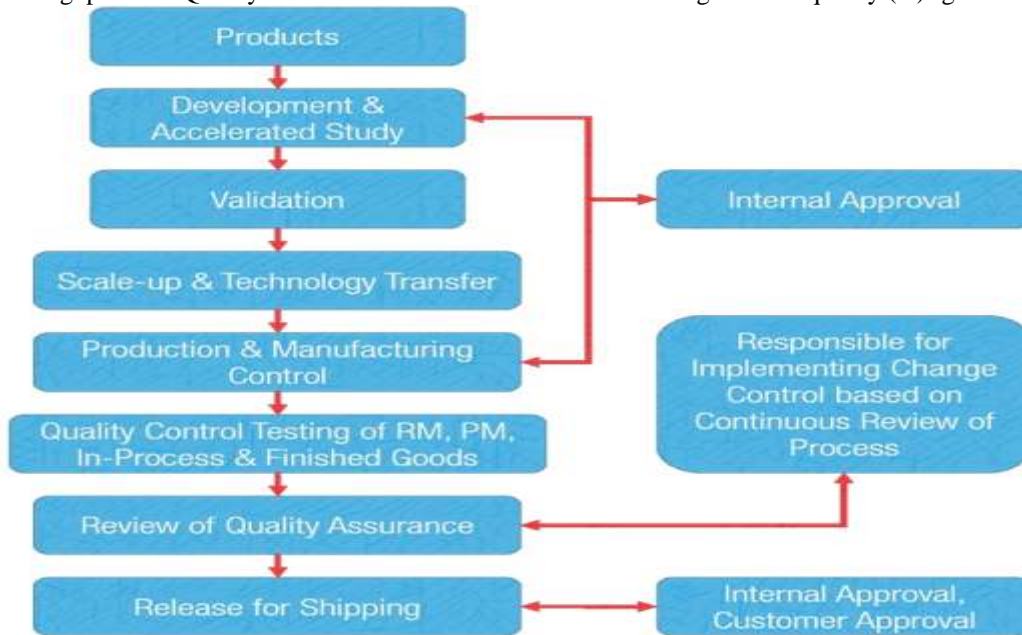 Products
Development &
Accelerated Study
Validation
Internal Approval
Scale-up & Technology Transfer
Production & Manufacturing
Control
Responsible for
Implementing Change
Control based on
Continuous Review of
Process
Quality Control Testing of RM, PM,
In-Process & Finished Goods
Review of Quality Assurance
Release for Shipping
Internal Approval,
Customer Approval